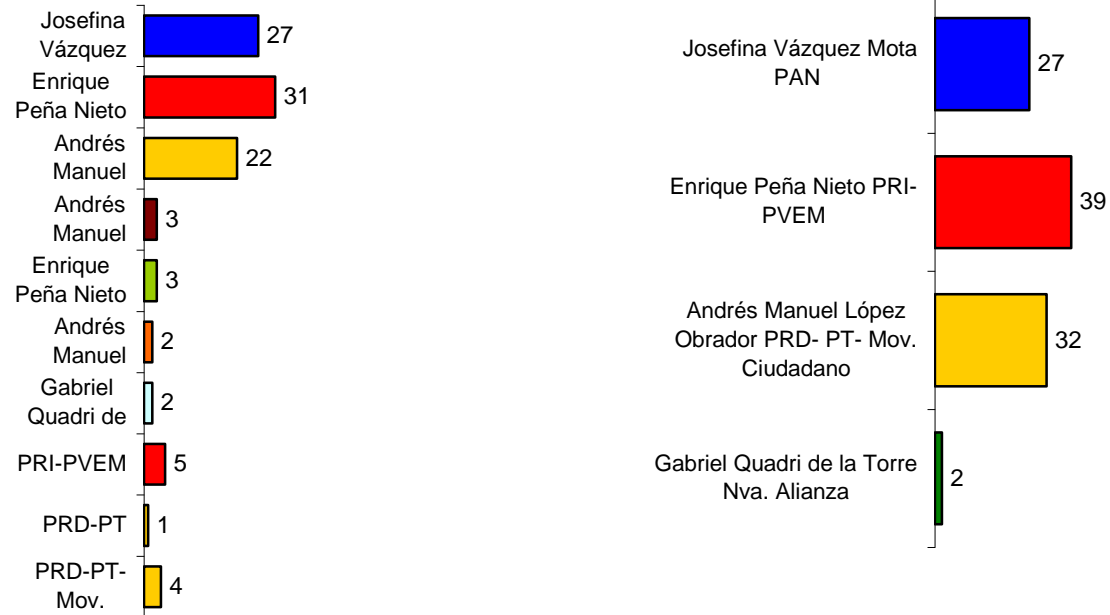 Josefina
Vázquez
27
Enrique
Peña Nieto
31
Andrés
Manuel
22
Andrés
Manuel
3
Enrique
Peña Nieto
3
Andrés
Manuel
2
Gabriel
Quadri de
2
PRI-PVEM
5
PRD-PT
1
PRD-PT-
Mov.
4
Josefina Vázquez Mota
PAN
27
Enrique Peña Nieto PRI-
PVEM
39
Andrés Manuel López
Obrador PRD- PT- Mov.
Ciudadano
32
Gabriel Quadri de la Torre
Nva. Alianza
2